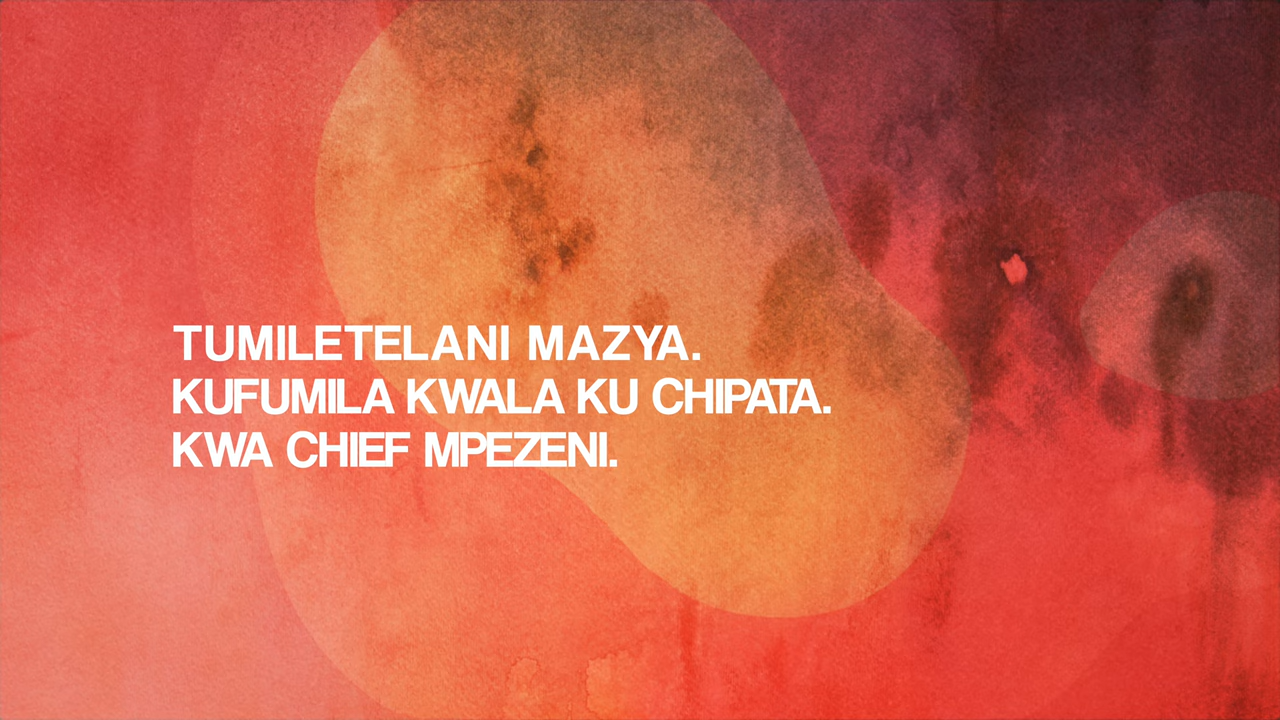 TUMILETELANI MAZYA.
KUFUMILA KWALA KU CHIPATA.
KWA CHIEF MPEZENI.